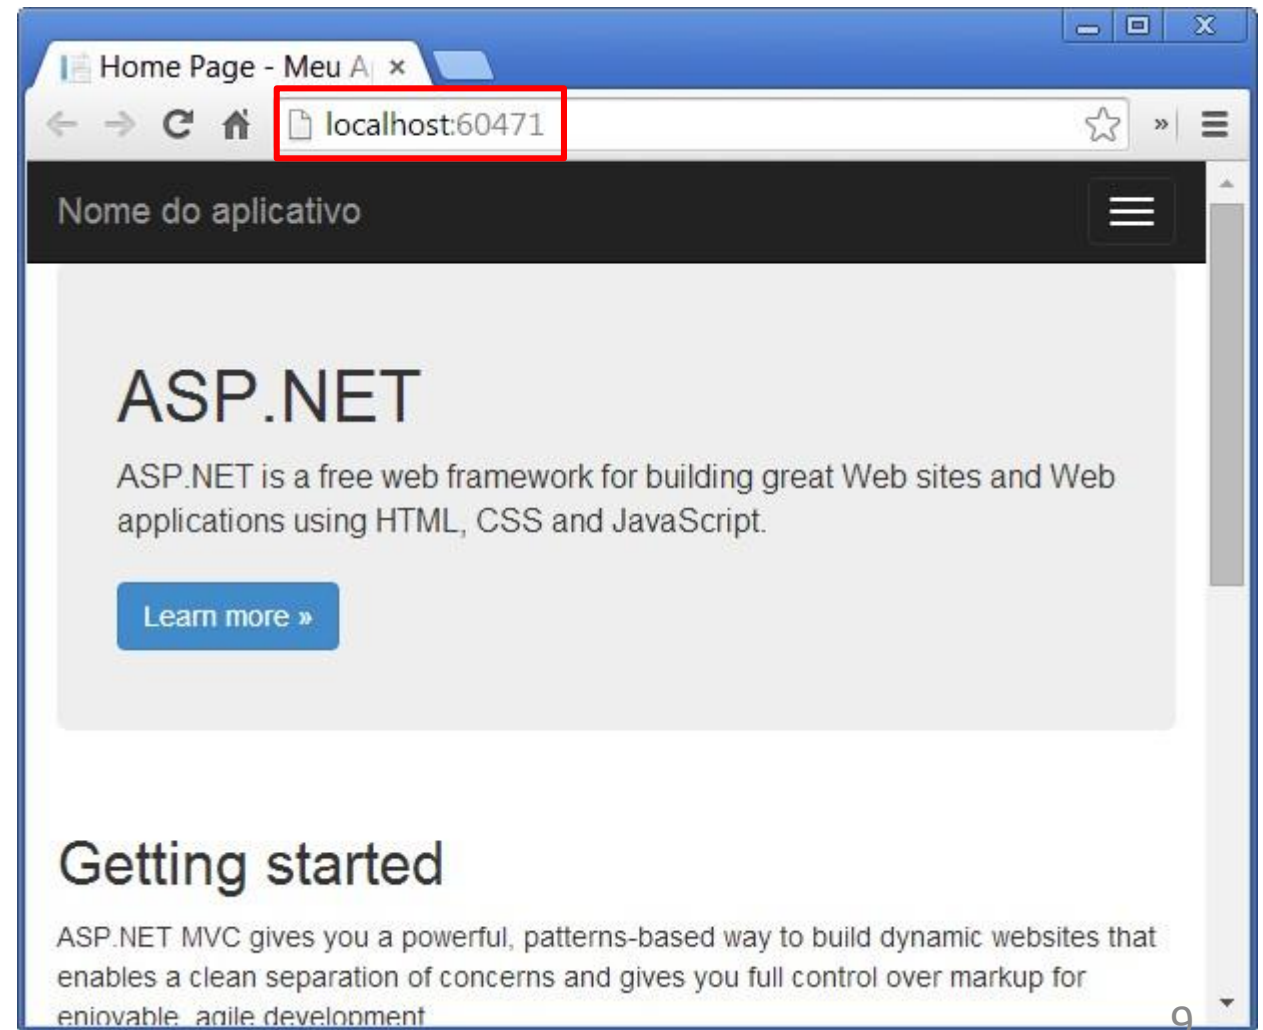 Home Page - Meu A
localhost:60471
Nome do aplicativo
ASP.NET
ASP.NET is a free web framework for building great Web sites and Web
applications using HTML, CSS and JavaScript.
Learn more »
Getting started
ASP.NET MVC gives you a powerful, patterns-based way to build dynamic websites that
enables a clean separation of concerns and gives you full control over markup for
enjoyable, agile development
9